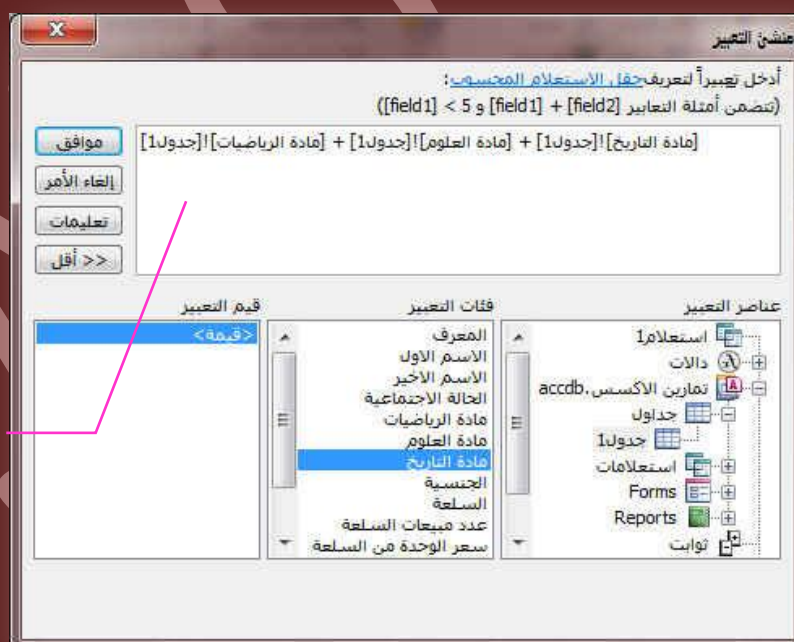 منشئ التعبير
أدخل تعبيراً لتعريف حقل الاستعلام المحسوب:
(تتضمن أمثلة التعابير [field1] + [field2] و [field1] < 5)
[جدول1]![مادة الرياضيات] + [جدول1]![مادة العلوم] + [جدول1]![مادة التاريخ]
موافق
إلغاء الأمر
تعليمات
<< أقل
عناصر التعبير
استعلام1
دالات
تمارين الاكسس.accdb
جداول
جدول1
استعلامات
Forms
Reports
ثوابت
فئات التعبير
المعرف
الاسم الاول
الاسم الاخير
الحالة الاجتماعية
مادة الرياضيات
مادة العلوم
مادة التاريخ
الجنسية
السلعة
عدد مبيعات السلعة
سعر الوحدة من السلعة
قيم التعبير
<قيمة>